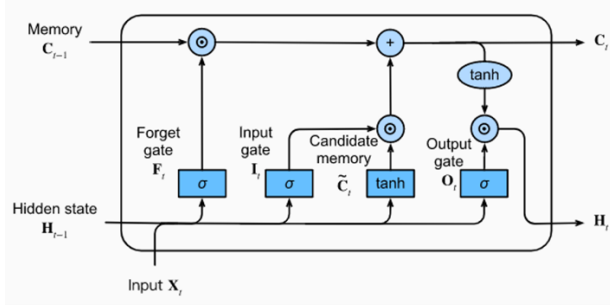 Memory
C_{t-1}
⊙
+
C_t
tanh
⊙
⊙
Forget gate F_t
Input gate I_t
Candidate memory C̃_t
Output gate O_t
σ
σ
tanh
σ
Hidden state
H_{t-1}
H_t
Input X_t